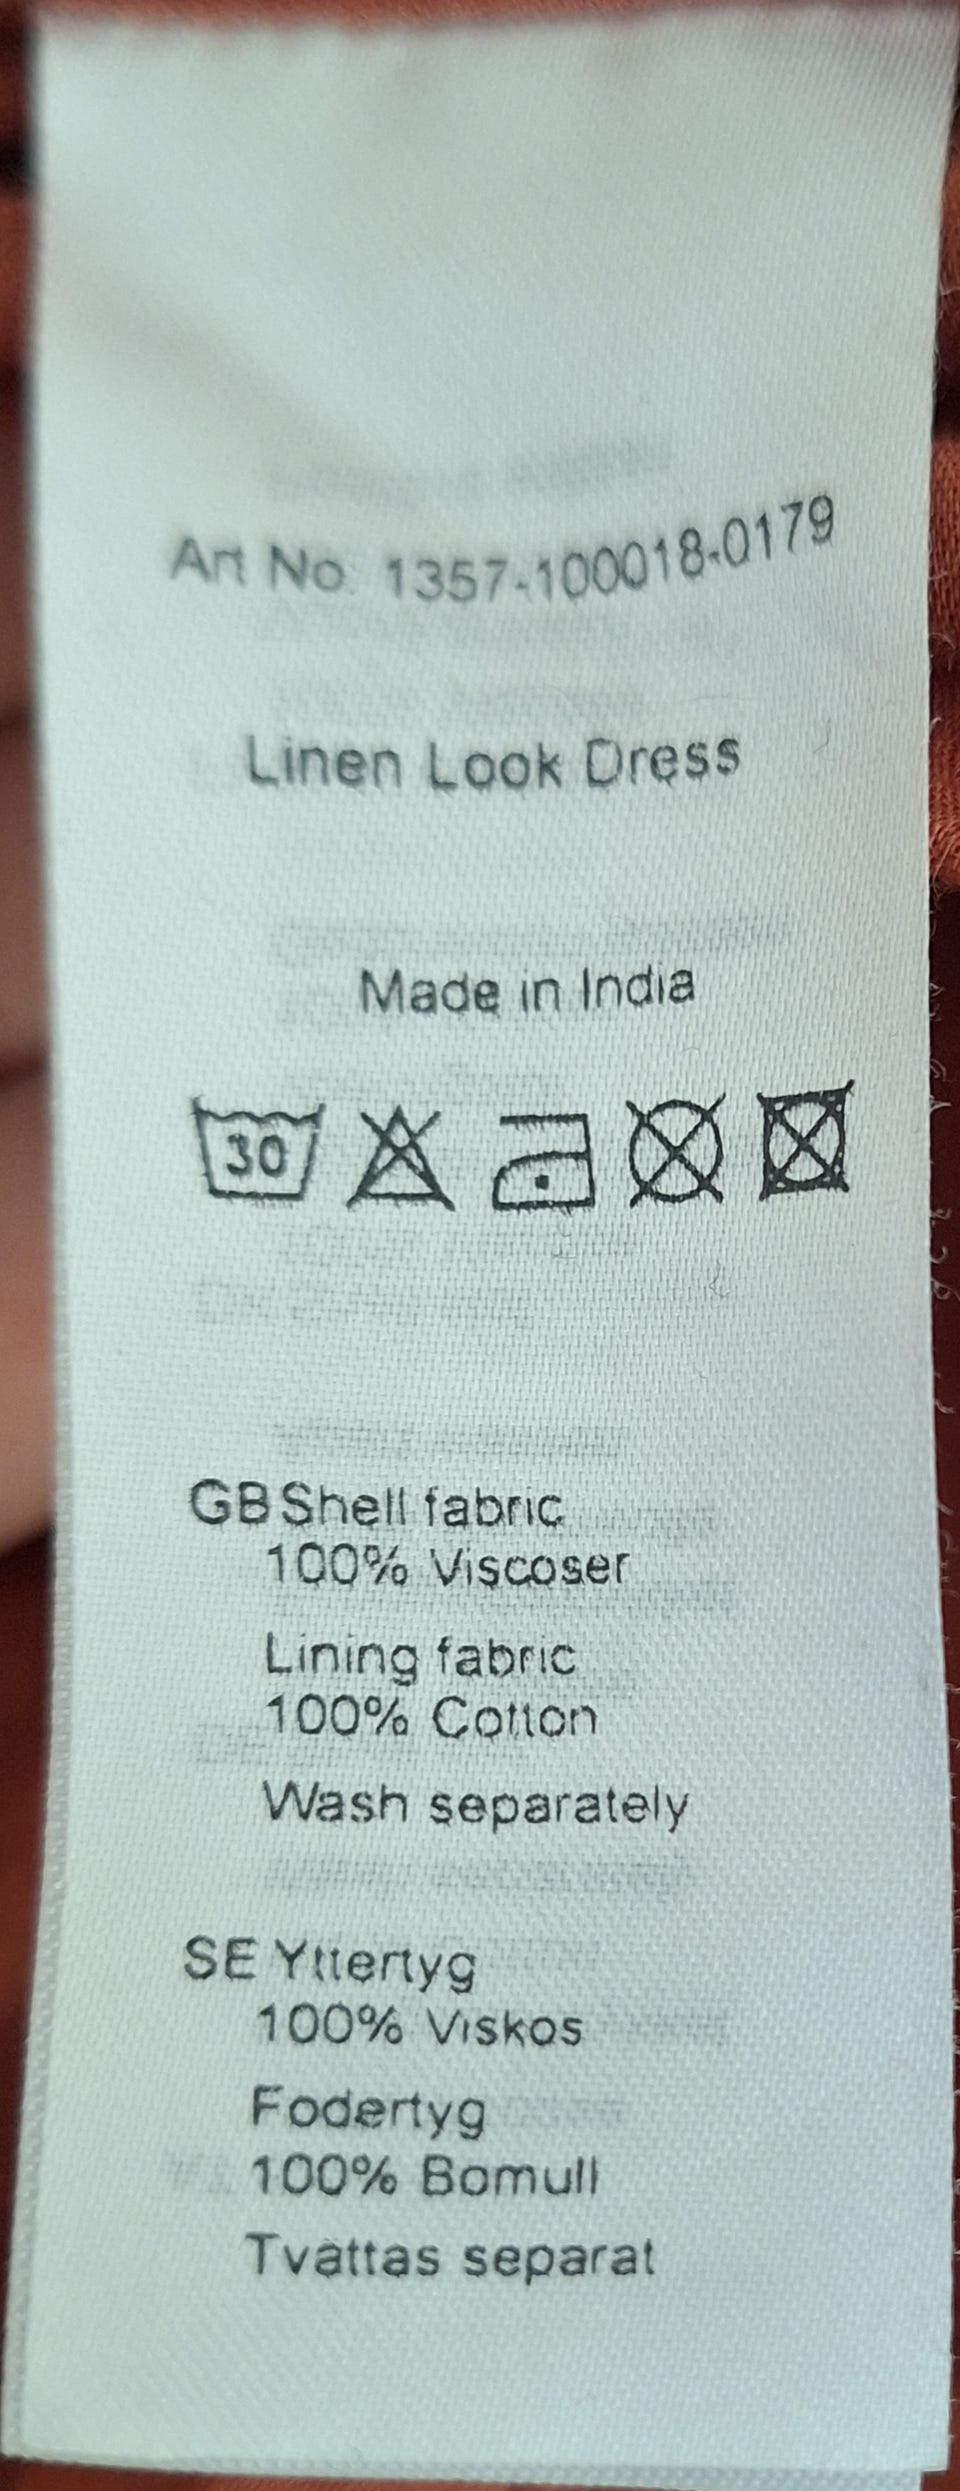 Art No: 1357-100018-0179
Linen Look Dress
Made in India
30
GB Shell fabric
100% Viscoser
Lining fabric
100% Cotton
Wash separately
SE Yttertyg
100% Viskos
Fodertyg
100% Bomull
Tvättas separat